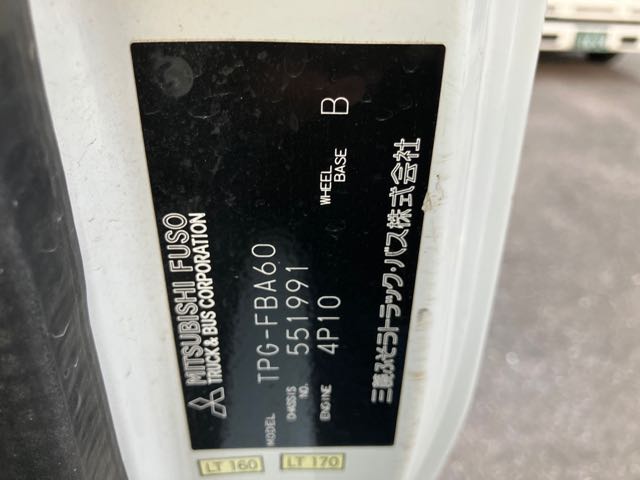 MITSUBISHI FUSO
TRUCK & BUS CORPORATION
MODEL TPG-FBA60
CHASSIS NO. 551991
ENGINE 4P10 WHEEL BASE B
三菱ふそうトラック・バス株式会社
LT 160 LT 170